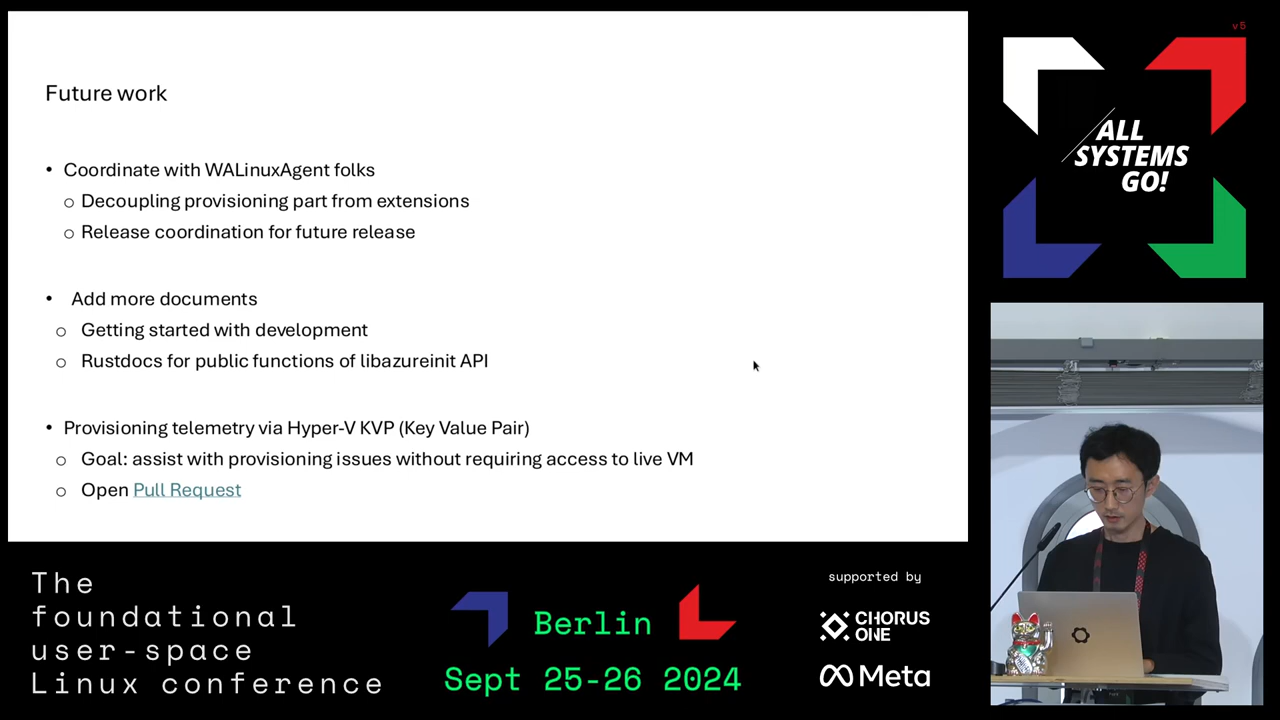 Future work
• Coordinate with WALinuxAgent folks
o Decoupling provisioning part from extensions
o Release coordination for future release
• Add more documents
o Getting started with development
o Rustdocs for public functions of libazureinit API
• Provisioning telemetry via Hyper-V KVP (Key Value Pair)
o Goal: assist with provisioning issues without requiring access to live VM
o Open Pull Request
v5
ALL
SYSTEMS
GO!
The
foundational
user-space
Linux conference
Berlin
Sept 25-26 2024
supported by
CHORUS
ONE
Meta